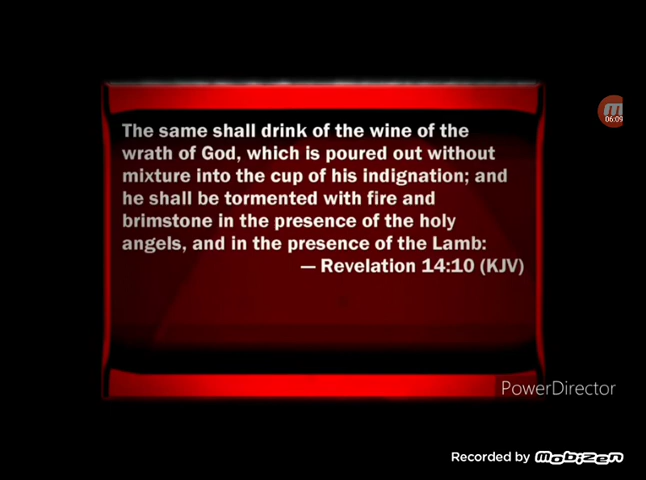 The same shall drink of the wine of the
wrath of God, which is poured out without
mixture into the cup of his indignation; and
he shall be tormented with fire and
brimstone in the presence of the holy
angels, and in the presence of the Lamb:
— Revelation 14:10 (KJV)
06:09
PowerDirector
Recorded by mobizen